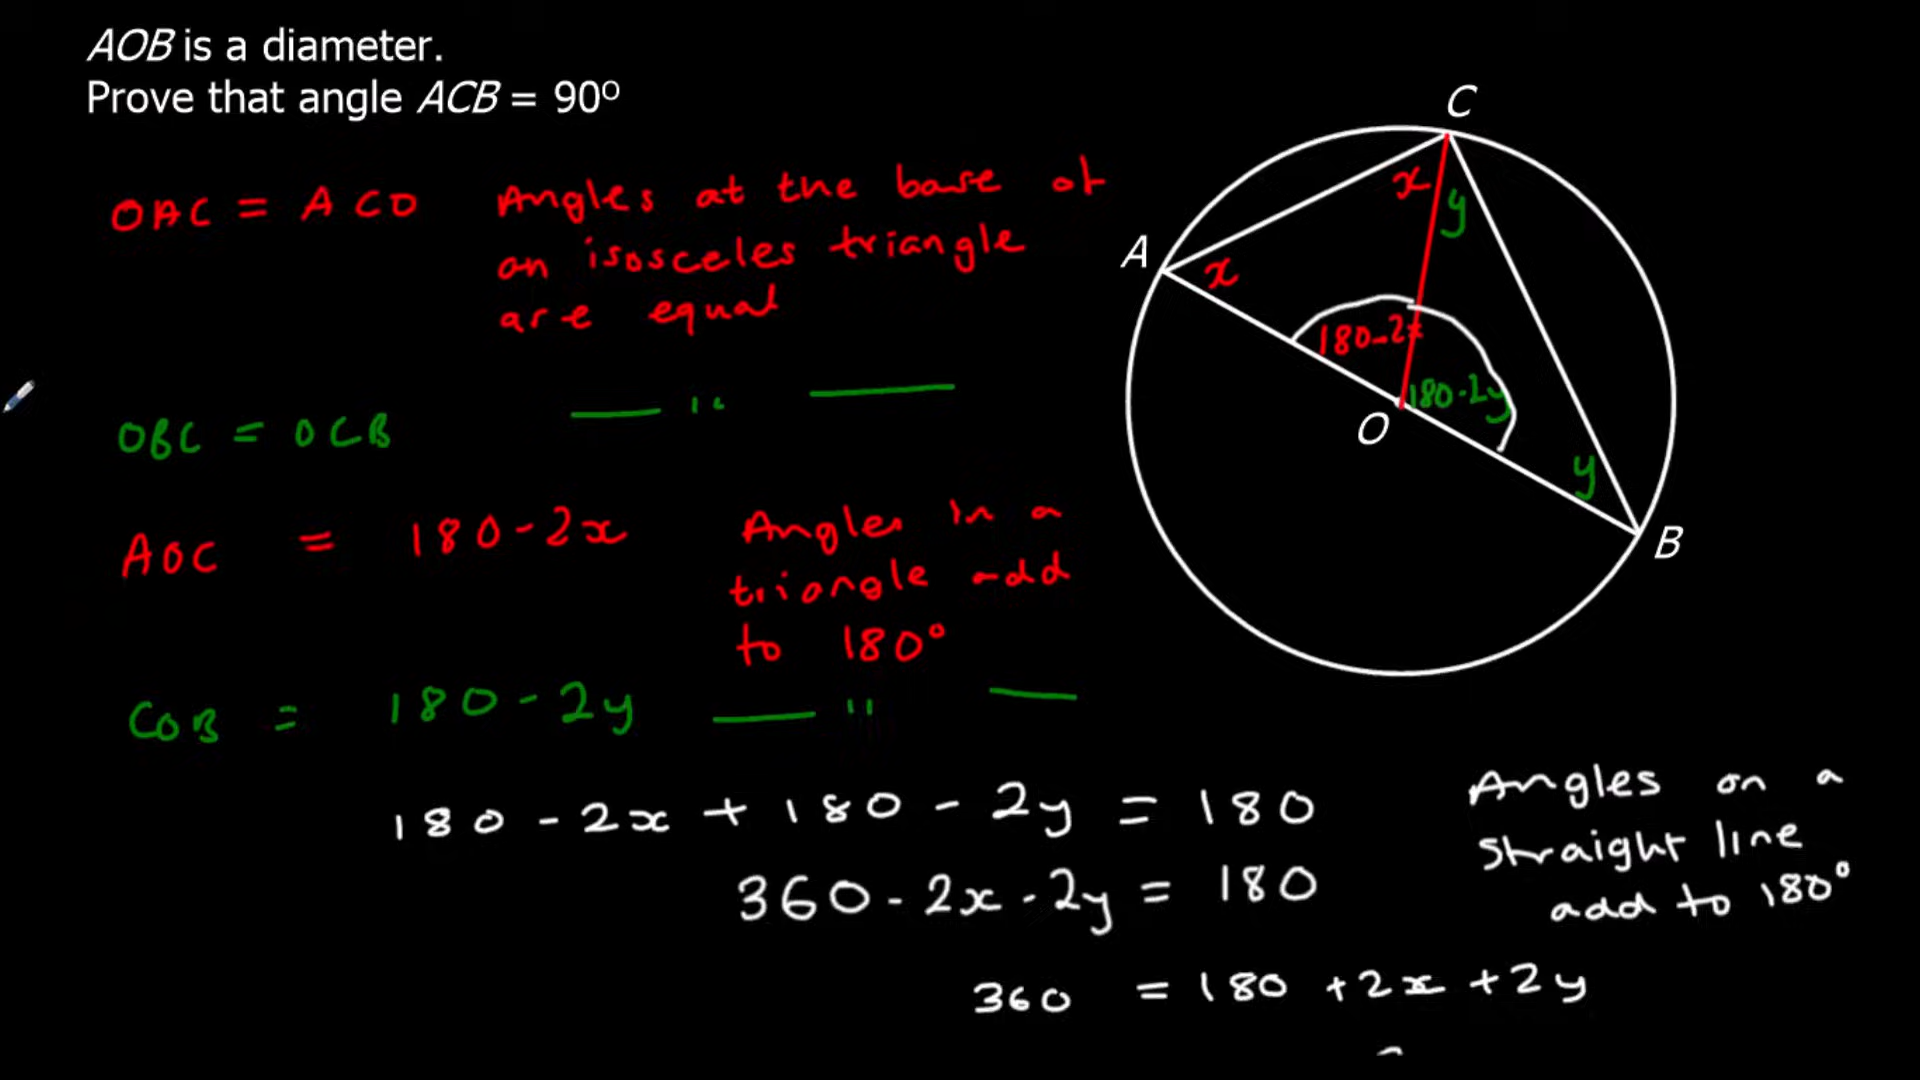 AOB is a diameter.
Prove that angle ACB = 90º
OAC = ACO Angles at the base of
an isosceles triangle
are equal
OBC = OCB — " —
AOC = 180-2x Angles in a
triangle add
to 180°
COB = 180-2y — " —
180 - 2x + 180 - 2y = 180
360 - 2x - 2y = 180
360 = 180 + 2x + 2y
Angles on a
straight line
add to 180°
C
x
y
A
x
180-2x
180-2y
O
y
B